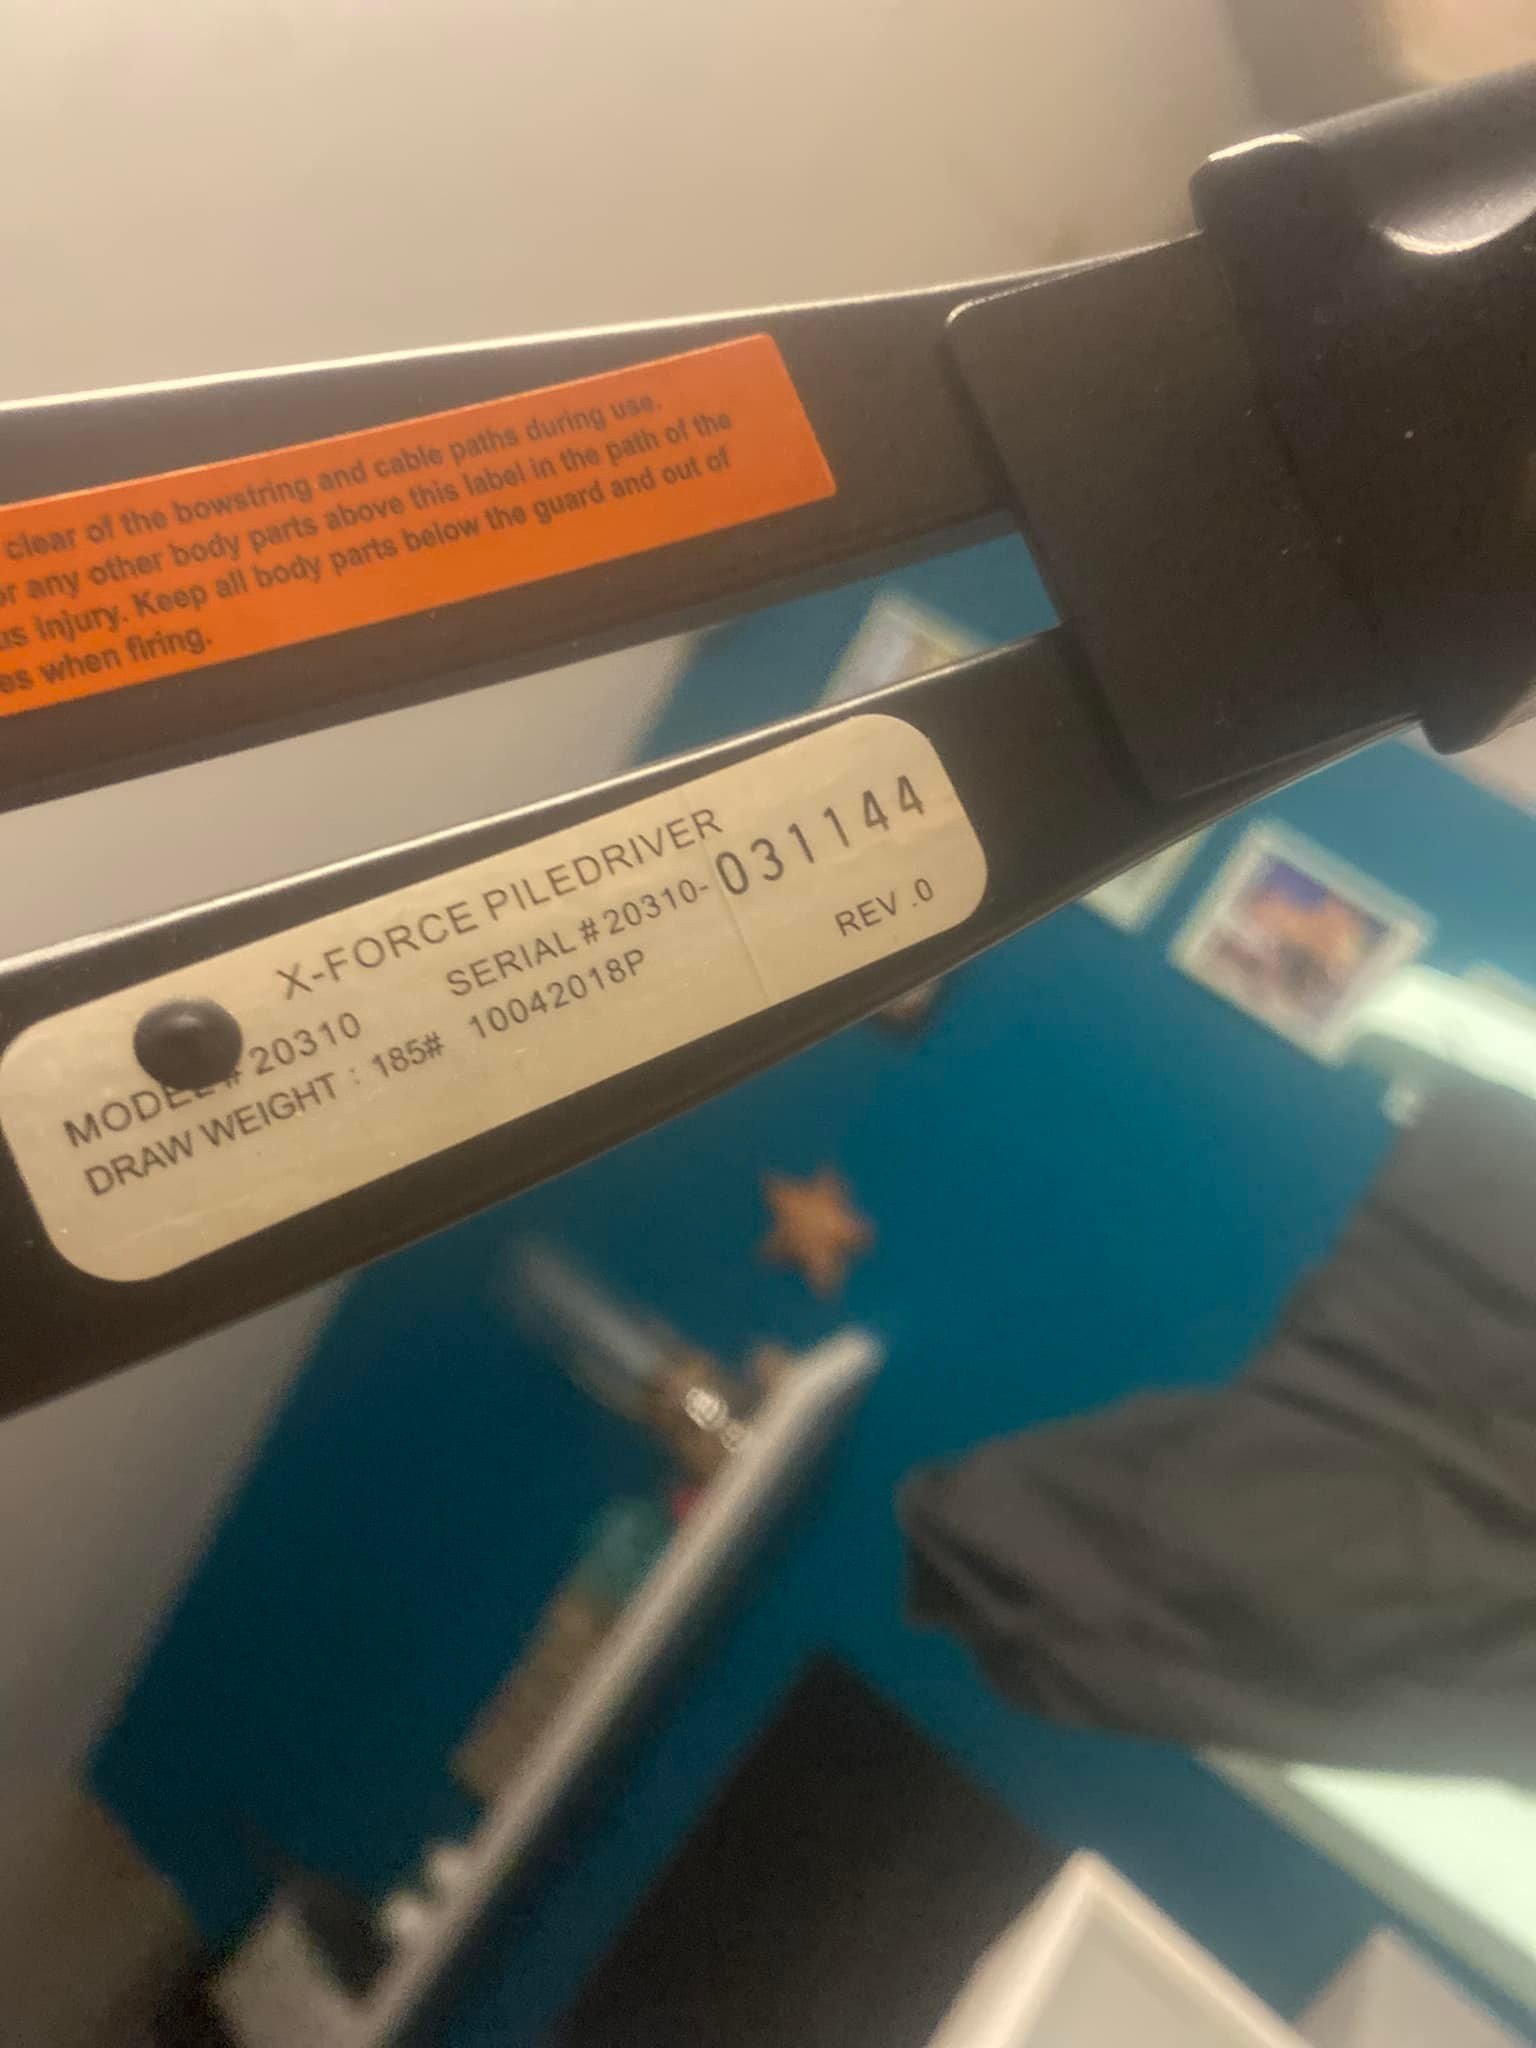 clear of the bowstring and cable paths during use.
or any other body parts above this label in the path of the
us injury. Keep all body parts below the guard and out of
es when firing.
X-FORCE PILEDRIVER
MODEL # 20310 SERIAL # 20310- 031144
DRAW WEIGHT : 185# 10042018P REV .0